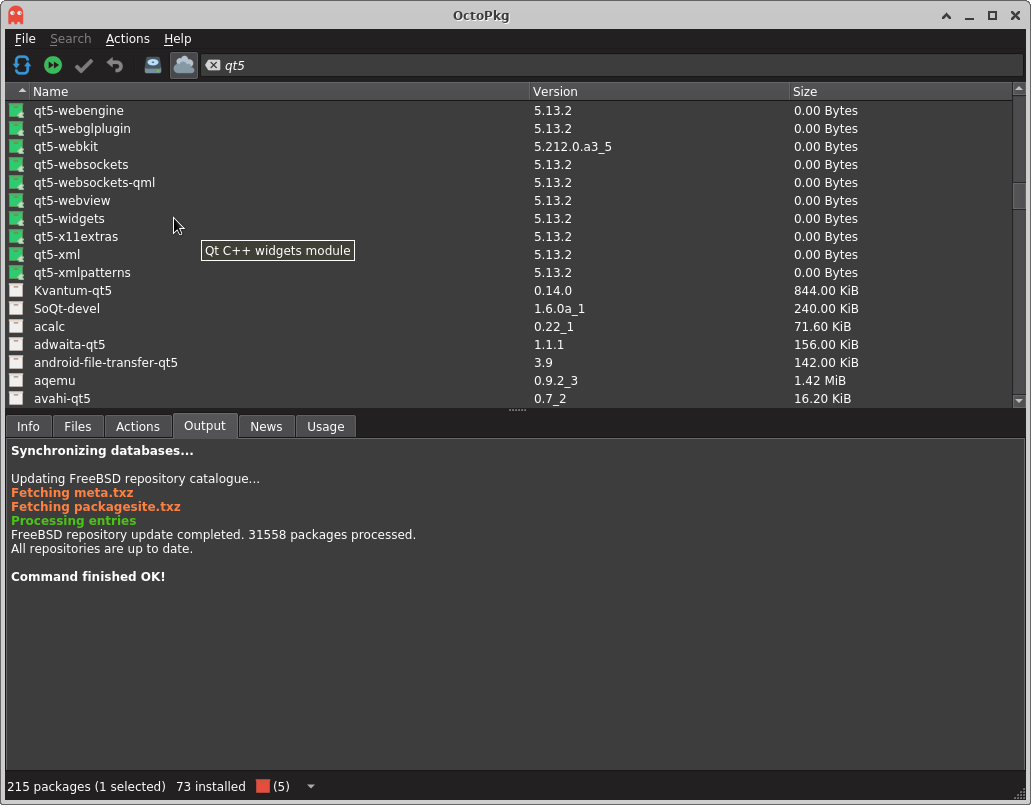 OctoPkg
File Search Actions Help
qt5
Name Version Size
qt5-webengine 5.13.2 0.00 Bytes
qt5-webglplugin 5.13.2 0.00 Bytes
qt5-webkit 5.212.0.a3_5 0.00 Bytes
qt5-websockets 5.13.2 0.00 Bytes
qt5-websockets-qml 5.13.2 0.00 Bytes
qt5-webview 5.13.2 0.00 Bytes
qt5-widgets 5.13.2 0.00 Bytes
qt5-x11extras 5.13.2 0.00 Bytes
Qt C++ widgets module
qt5-xml 5.13.2 0.00 Bytes
qt5-xmlpatterns 5.13.2 0.00 Bytes
Kvantum-qt5 0.14.0 844.00 KiB
SoQt-devel 1.6.0a_1 240.00 KiB
acalc 0.22_1 71.60 KiB
adwaita-qt5 1.1.1 156.00 KiB
android-file-transfer-qt5 3.9 142.00 KiB
aqemu 0.9.2_3 1.42 MiB
avahi-qt5 0.7_2 16.20 KiB
Info Files Actions Output News Usage
Synchronizing databases...
Updating FreeBSD repository catalogue...
Fetching meta.txz
Fetching packagesite.txz
Processing entries
FreeBSD repository update completed. 31558 packages processed.
All repositories are up to date.
Command finished OK!
215 packages (1 selected) 73 installed (5)